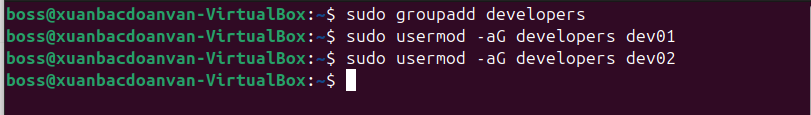 boss@xuanbacdoanvan-VirtualBox:~$ sudo groupadd developers
boss@xuanbacdoanvan-VirtualBox:~$ sudo usermod -aG developers dev01
boss@xuanbacdoanvan-VirtualBox:~$ sudo usermod -aG developers dev02
boss@xuanbacdoanvan-VirtualBox:~$